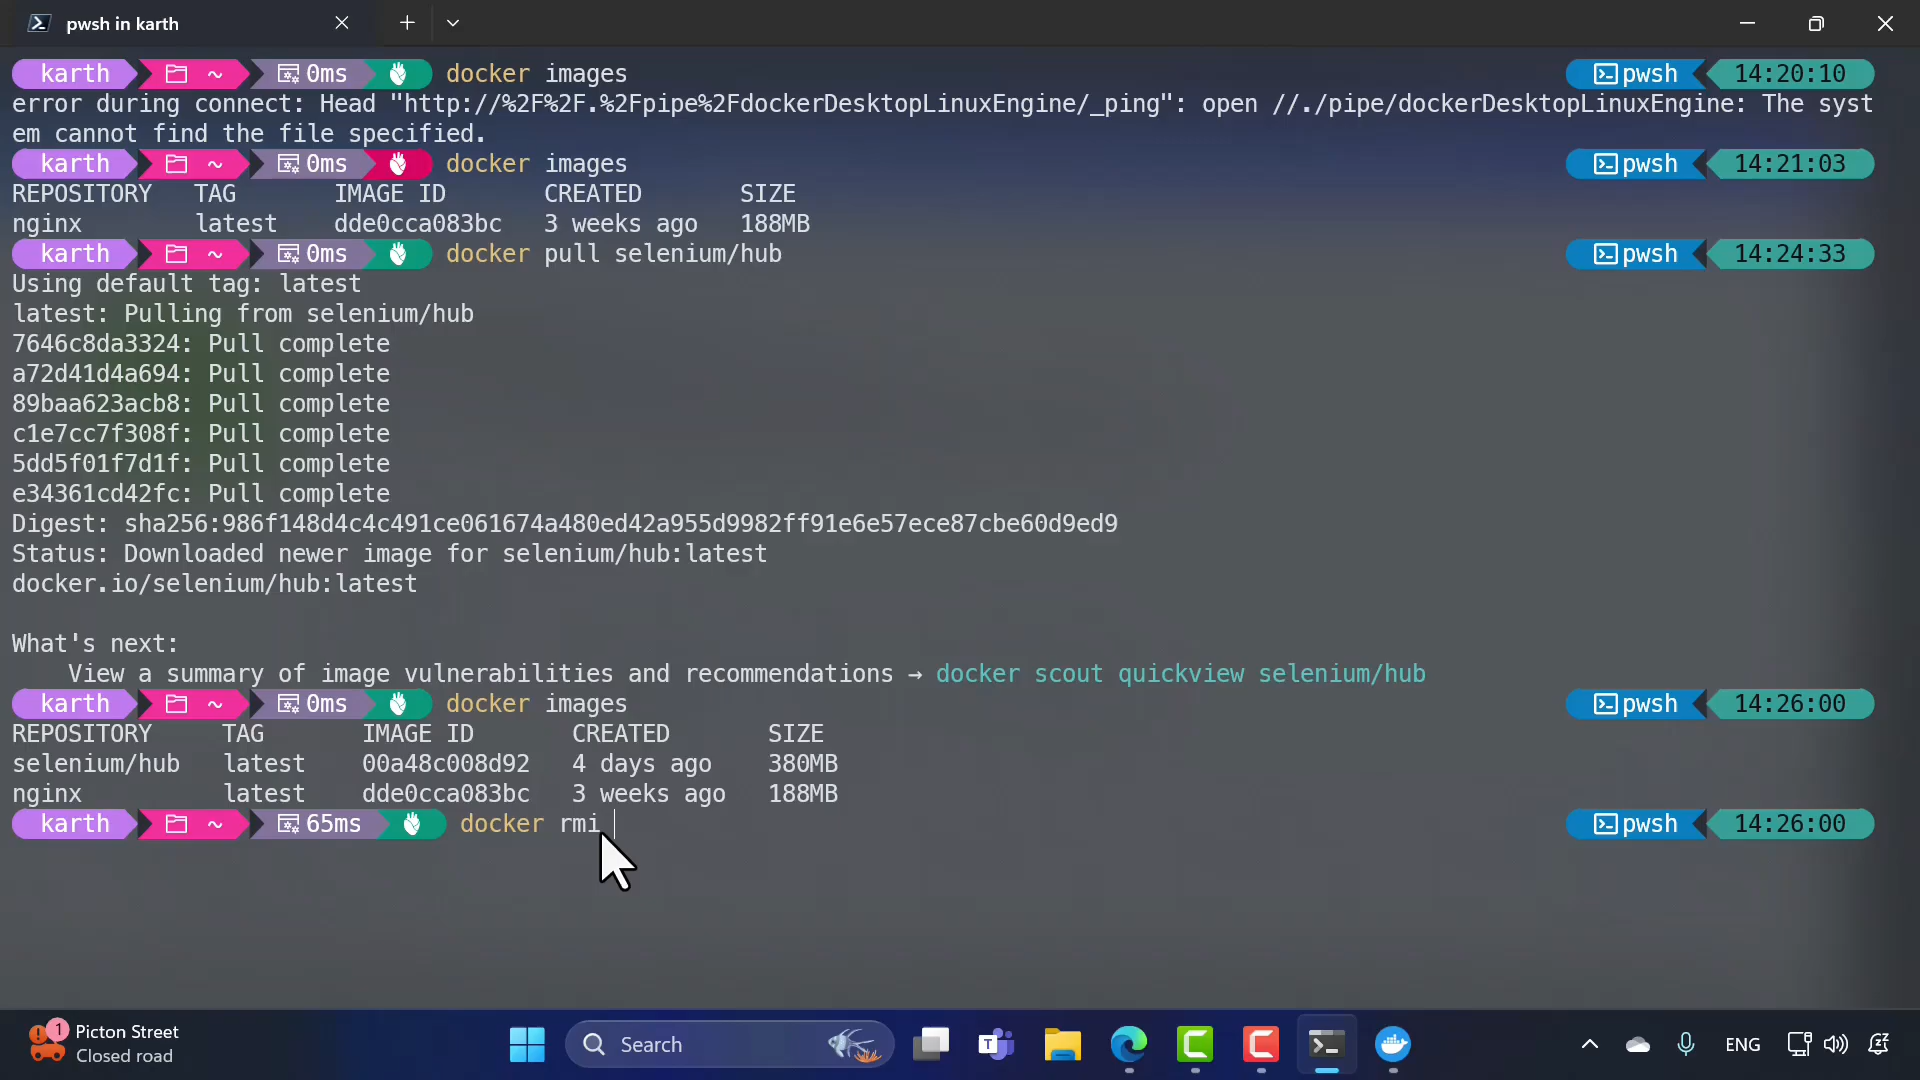 pwsh in karth
karth ~ 0ms docker images pwsh 14:20:10
error during connect: Head "http://%2F%2F.%2Fpipe%2FdockerDesktopLinuxEngine/_ping": open //./pipe/dockerDesktopLinuxEngine: The syst
em cannot find the file specified.
karth ~ 0ms docker images pwsh 14:21:03
REPOSITORY TAG IMAGE ID CREATED SIZE
nginx latest dde0cca083bc 3 weeks ago 188MB
karth ~ 0ms docker pull selenium/hub pwsh 14:24:33
Using default tag: latest
latest: Pulling from selenium/hub
7646c8da3324: Pull complete
a72d41d4a694: Pull complete
89baa623acb8: Pull complete
c1e7cc7f308f: Pull complete
5dd5f01f7d1f: Pull complete
e34361cd42fc: Pull complete
Digest: sha256:986f148d4c4c491ce061674a480ed42a955d9982ff91e6e57ece87cbe60d9ed9
Status: Downloaded newer image for selenium/hub:latest
docker.io/selenium/hub:latest
What's next:
View a summary of image vulnerabilities and recommendations → docker scout quickview selenium/hub
karth ~ 0ms docker images pwsh 14:26:00
REPOSITORY TAG IMAGE ID CREATED SIZE
selenium/hub latest 00a48c008d92 4 days ago 380MB
nginx latest dde0cca083bc 3 weeks ago 188MB
karth ~ 65ms docker rmi pwsh 14:26:00
1 Picton Street
Closed road
Search
ENG